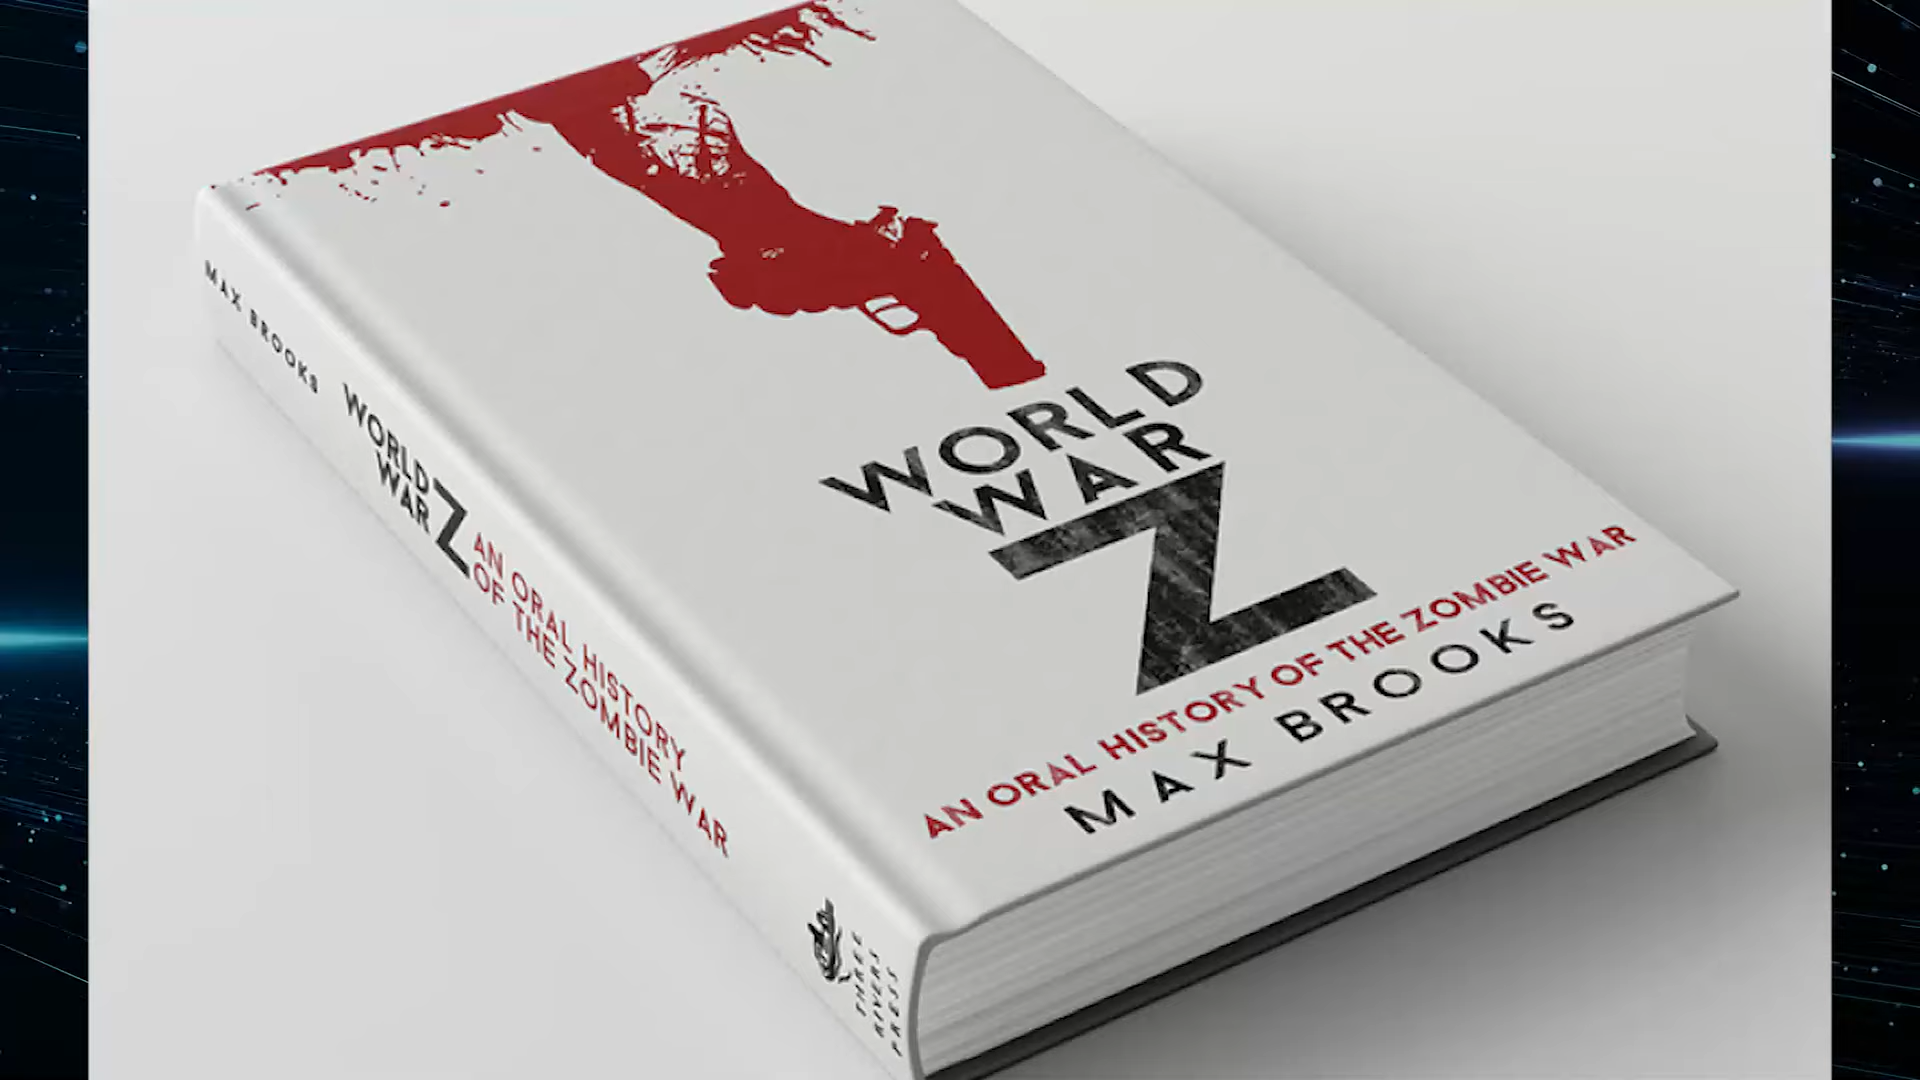 WORLD
WAR
Z
AN ORAL HISTORY OF THE ZOMBIE WAR
MAX BROOKS
MAX BROOKS
WORLD
WAR
Z
AN ORAL HISTORY
OF THE ZOMBIE WAR
THREE
RIVERS
PRESS